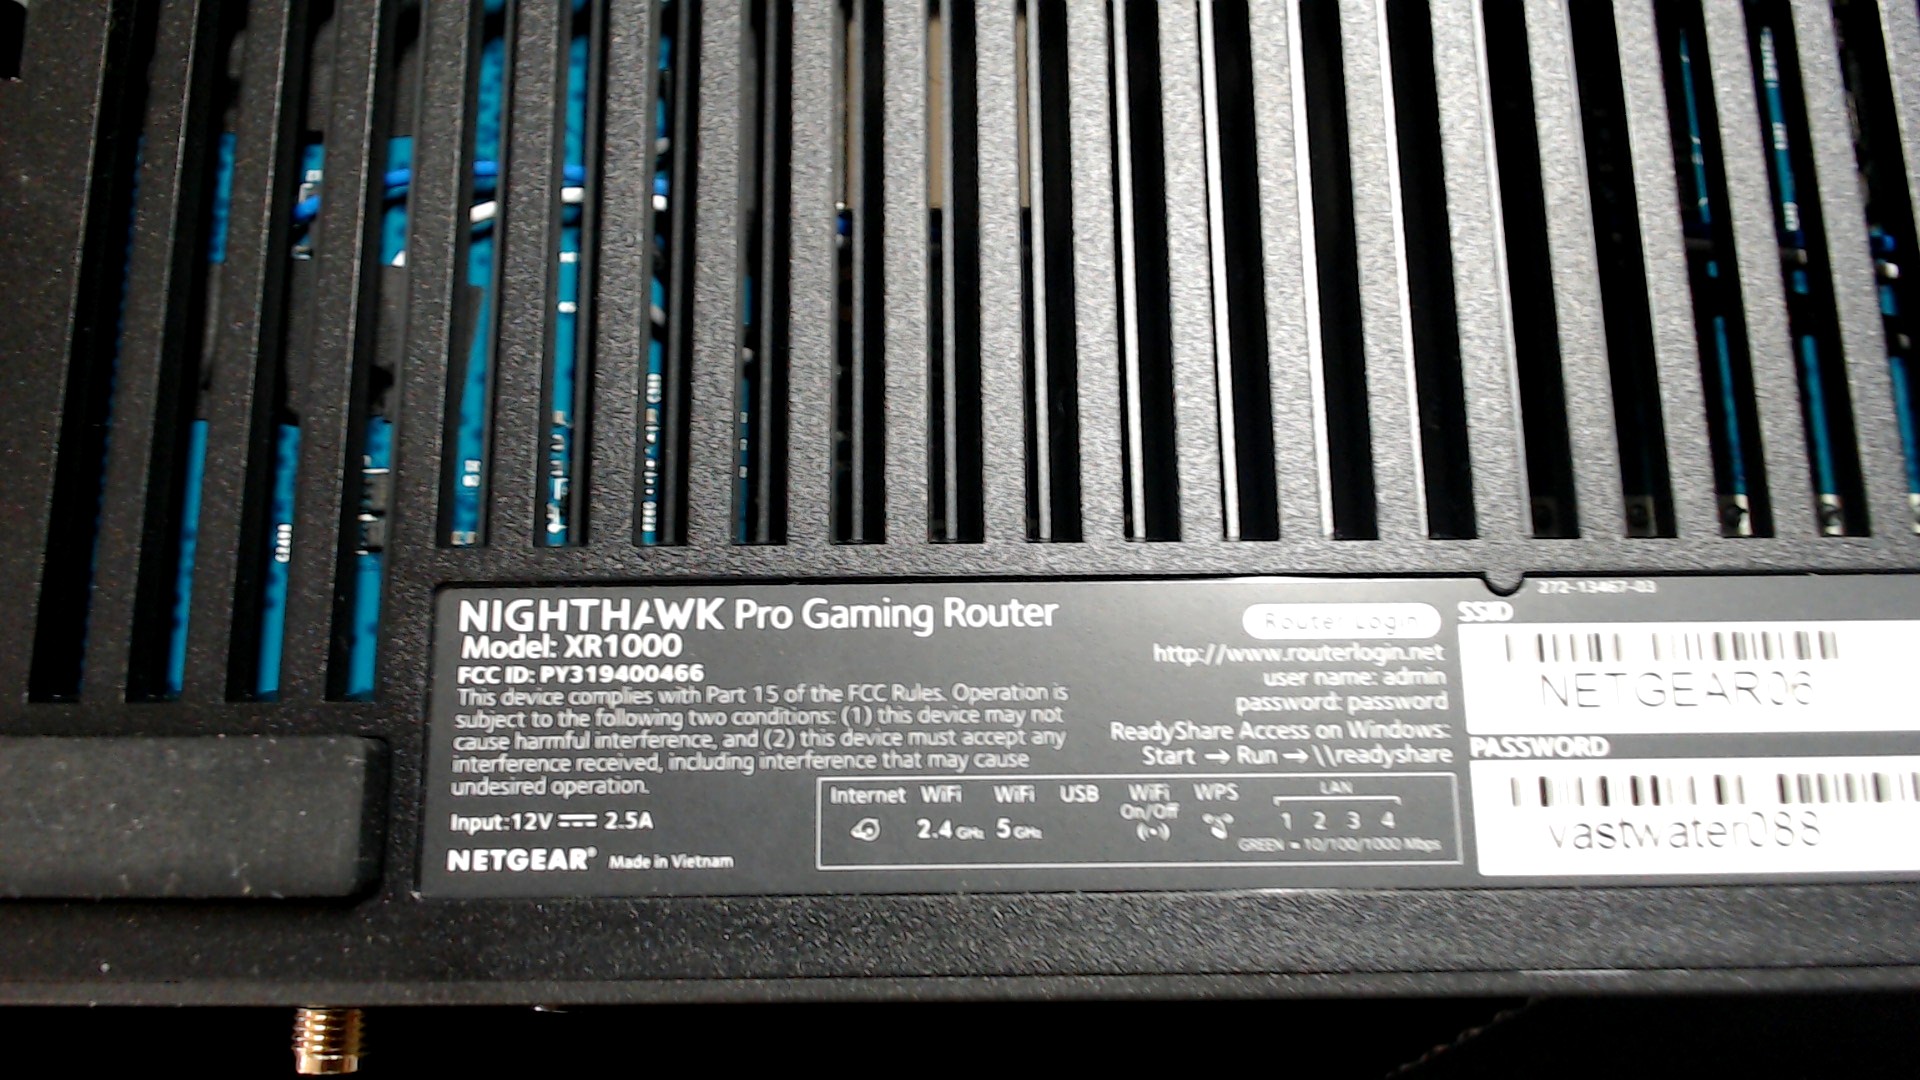 NIGHTHAWK Pro Gaming Router
Model: XR1000
FCC ID: PY319400466
This device complies with Part 15 of the FCC Rules. Operation is
subject to the following two conditions: (1) this device may not
cause harmful interference, and (2) this device must accept any
interference received, including interference that may cause
undesired operation.
Input: 12V 2.5A
NETGEAR® Made in Vietnam
Router Login
http://www.routerlogin.net
user name: admin
password: password
ReadyShare Access on Windows:
Start → Run → \\readyshare
Internet WiFi WiFi USB WiFi WPS LAN
On/Off
2.4 GHz 5 GHz 1 2 3 4
GREEN = 10/100/1000 Mbps
272-13467-03
SSID
NETGEAR06
PASSWORD
vastwater088